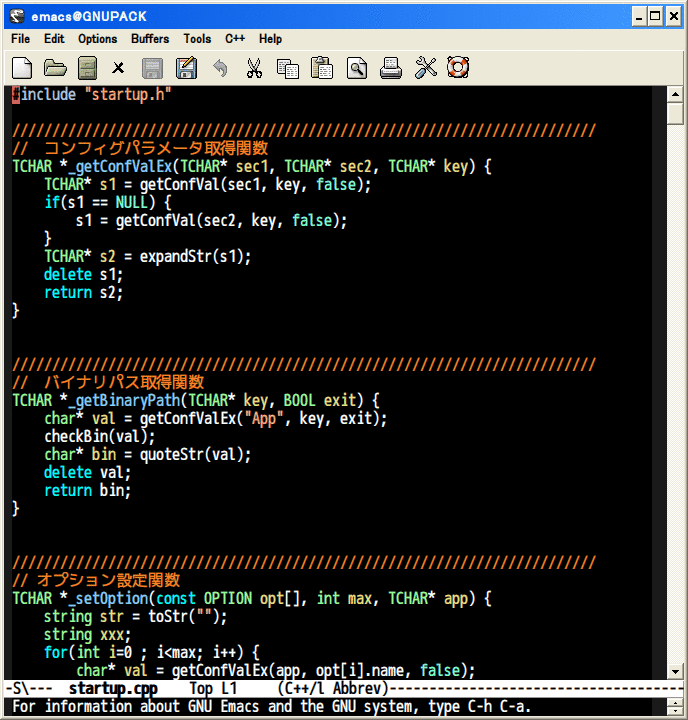 emacs@GNUPACK
File Edit Options Buffers Tools C++ Help
#include "startup.h"
/////////////////////////////////////////////////////////////////////////
//  コンフィグパラメータ取得関数
TCHAR *_getConfValEx(TCHAR* sec1, TCHAR* sec2, TCHAR* key) {
    TCHAR* s1 = getConfVal(sec1, key, false);
    if(s1 == NULL) {
        s1 = getConfVal(sec2, key, false);
    }
    TCHAR* s2 = expandStr(s1);
    delete s1;
    return s2;
}
/////////////////////////////////////////////////////////////////////////
//  バイナリパス取得関数
TCHAR *_getBinaryPath(TCHAR* key, BOOL exit) {
    char* val = getConfValEx("App", key, exit);
    checkBin(val);
    char* bin = quoteStr(val);
    delete val;
    return bin;
}
/////////////////////////////////////////////////////////////////////////
// オプション設定関数
TCHAR *_setOption(const OPTION opt[], int max, TCHAR* app) {
    string str = toStr("");
    string xxx;
    for(int i=0 ; i<max; i++) {
        char* val = getConfValEx(app, opt[i].name, false);
-S\---  startup.cpp    Top L1     (C++/l Abbrev)-------------------------------------
For information about GNU Emacs and the GNU system, type C-h C-a.